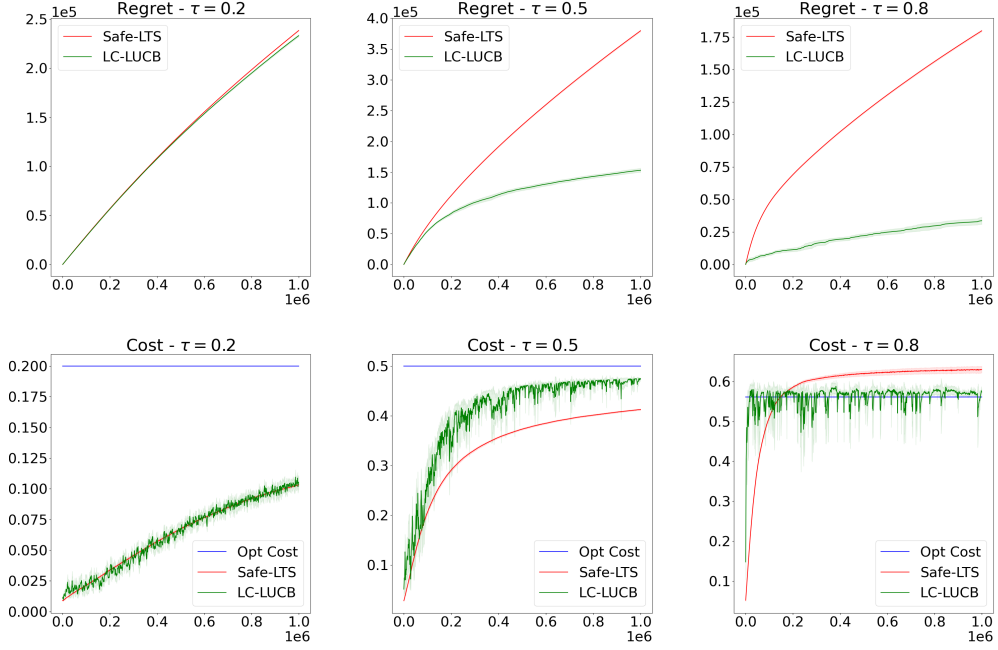 Regret - τ = 0.2
1e5
2.5
2.0
1.5
1.0
0.5
0.0
Safe-LTS
LC-LUCB
0.0 0.2 0.4 0.6 0.8 1.0
1e6
Regret - τ = 0.5
1e5
4.0
3.5
3.0
2.5
2.0
1.5
1.0
0.5
0.0
Safe-LTS
LC-LUCB
0.0 0.2 0.4 0.6 0.8 1.0
1e6
Regret - τ = 0.8
1e5
1.75
1.50
1.25
1.00
0.75
0.50
0.25
0.00
Safe-LTS
LC-LUCB
0.0 0.2 0.4 0.6 0.8 1.0
1e6
Cost - τ = 0.2
0.200
0.175
0.150
0.125
0.100
0.075
0.050
0.025
0.000
Opt Cost
Safe-LTS
LC-LUCB
0.0 0.2 0.4 0.6 0.8 1.0
1e6
Cost - τ = 0.5
0.5
0.4
0.3
0.2
0.1
Opt Cost
Safe-LTS
LC-LUCB
0.0 0.2 0.4 0.6 0.8 1.0
1e6
Cost - τ = 0.8
0.6
0.5
0.4
0.3
0.2
0.1
Opt Cost
Safe-LTS
LC-LUCB
0.0 0.2 0.4 0.6 0.8 1.0
1e6